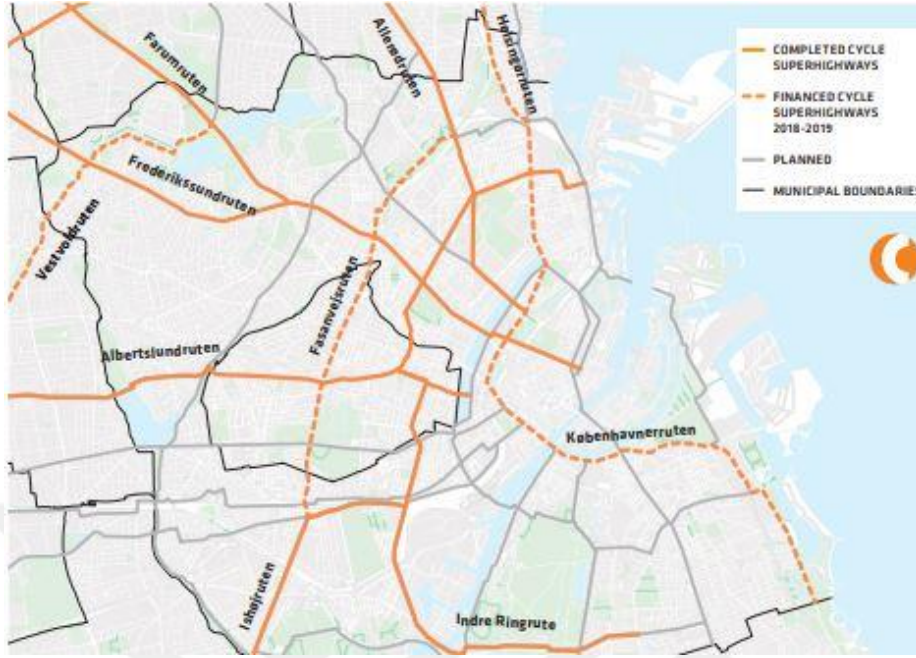 Farumruten
Allerødruten
Helsingørruten
COMPLETED CYCLE
SUPERHIGHWAYS
FINANCED CYCLE
SUPERHIGHWAYS
2018-2019
PLANNED
MUNICIPAL BOUNDARIES
Frederikssundruten
Vestvoldruten
Fasanvejsruten
Albertslundruten
Københavnerruten
Ishøjruten
Indre Ringrute